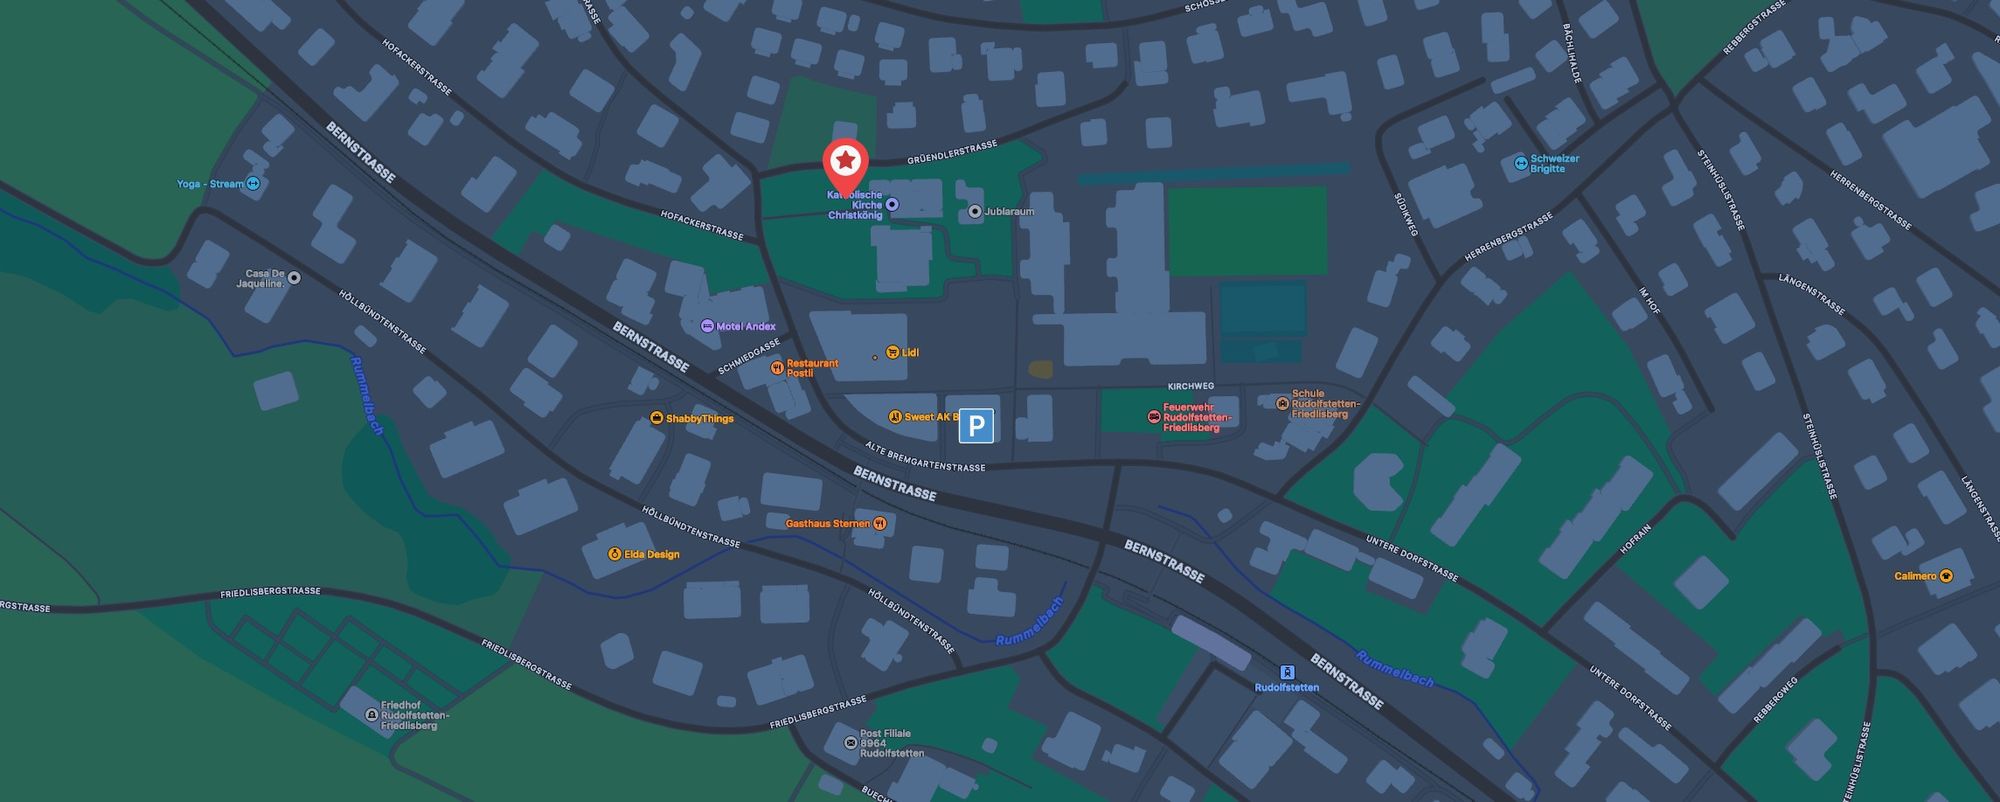 SCHÖSSL
BERNSTRASSE
HOFACKERSTRASSE
BÄCHLIHALDE
REBBERGSTRASSE
GRÜENDLERSTRASSE
Yoga - Stream
Katholische
Kirche
Christkönig
Jublaraum
Schweizer
Brigitte
STEINHÜSLISTRASSE
HERRENBERGSTRASSE
SÜDIKWEG
HOFACKERSTRASSE
HERRENBERGSTRASSE
Casa De
Jaqueline.
HÖLLBÜNDTENSTRASSE
IM HOF
LÄNGENSTRASSE
Motel Andex
BERNSTRASSE
SCHMIEDGASSE
Lidl
Restaurant
Postli
Rummelbach
KIRCHWEG
Schule
Rudolfstetten-
Friedlisberg
ShabbyThings
Sweet AK B
P
Feuerwehr
Rudolfstetten-
Friedlisberg
ALTE BREMGARTENSTRASSE
BERNSTRASSE
STEINHÜSLISTRASSE
LÄNGENSTRASSE
HÖLLBÜNDTENSTRASSE
Gasthaus Sternen
Elda Design
BERNSTRASSE
UNTERE DORFSTRASSE
HOFRAIN
Calimero
RGSTRASSE
FRIEDLISBERGSTRASSE
HÖLLBÜNDTENSTRASSE
Rummelbach
FRIEDLISBERGSTRASSE
Rudolfstetten
BERNSTRASSE
Rummelbach
UNTERE DORFSTRASSE
REBBERGWEG
Friedhof
Rudolfstetten-
Friedlisberg
FRIEDLISBERGSTRASSE
Post Filiale
8964
Rudolfstetten
BUECH
TEINHÜSLISTRASSE